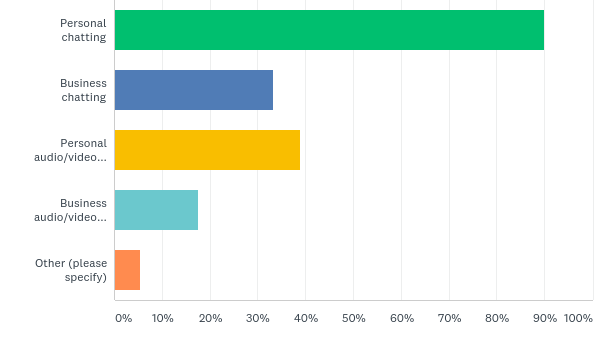 Personal
chatting
Business
chatting
Personal
audio/video...
Business
audio/video...
Other (please
specify)
0% 10% 20% 30% 40% 50% 60% 70% 80% 90% 100%